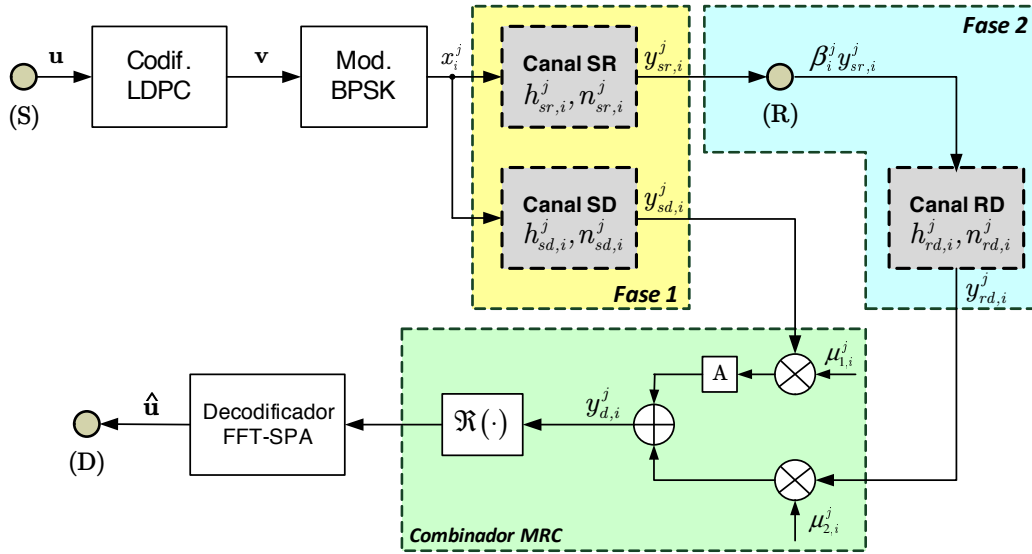 u
(S)
Codif.
LDPC
v
Mod.
BPSK
x_i^j
Canal SR
h_{sr,i}^j, n_{sr,i}^j
y_{sr,i}^j
Canal SD
h_{sd,i}^j, n_{sd,i}^j
y_{sd,i}^j
Fase 1
Fase 2
(R)
β_i^j y_{sr,i}^j
Canal RD
h_{rd,i}^j, n_{rd,i}^j
y_{rd,i}^j
μ_{1,i}^j
A
μ_{2,i}^j
y_{d,i}^j
ℜ(·)
Combinador MRC
Decodificador
FFT-SPA
û
(D)